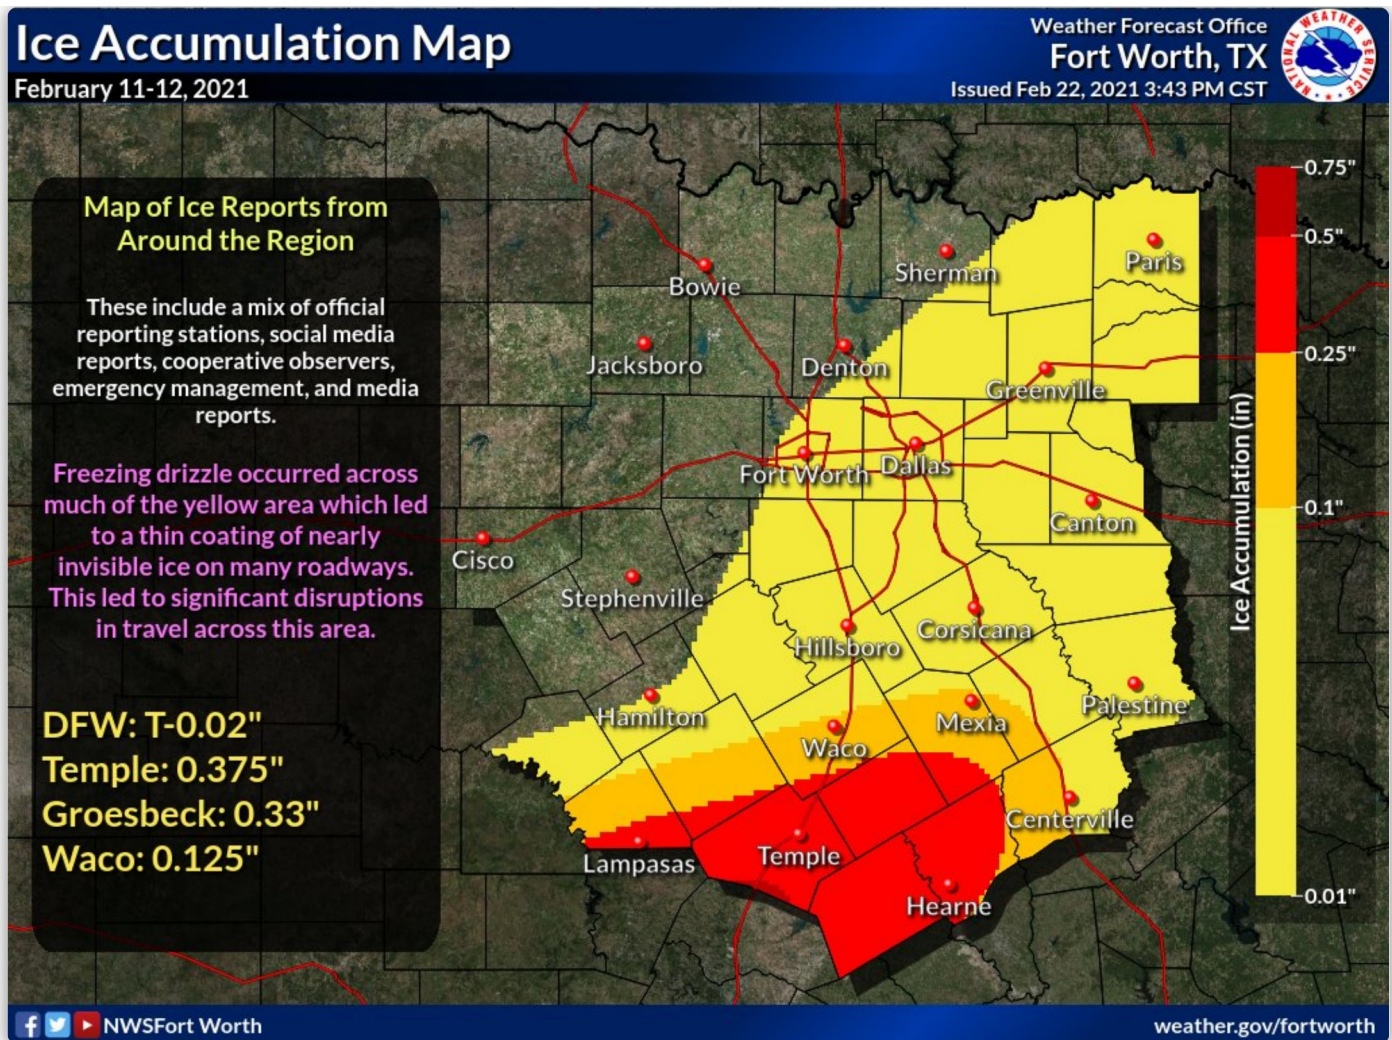 Ice Accumulation Map
February 11-12, 2021
Weather Forecast Office
Fort Worth, TX
Issued Feb 22, 2021 3:43 PM CST
NATIONAL WEATHER SERVICE
Map of Ice Reports from
Around the Region
These include a mix of official
reporting stations, social media
reports, cooperative observers,
emergency management, and media
reports.
Freezing drizzle occurred across
much of the yellow area which led
to a thin coating of nearly
invisible ice on many roadways.
This led to significant disruptions
in travel across this area.
DFW: T-0.02"
Temple: 0.375"
Groesbeck: 0.33"
Waco: 0.125"
Paris
Sherman
Bowie
Jacksboro
Denton
Greenville
Fort Worth
Dallas
Canton
Cisco
Stephenville
Hillsboro
Corsicana
Hamilton
Palestine
Mexia
Waco
Centerville
Lampasas
Temple
Hearne
Ice Accumulation (in)
0.75"
0.5"
0.25"
0.1"
0.01"
NWSFort Worth
weather.gov/fortworth